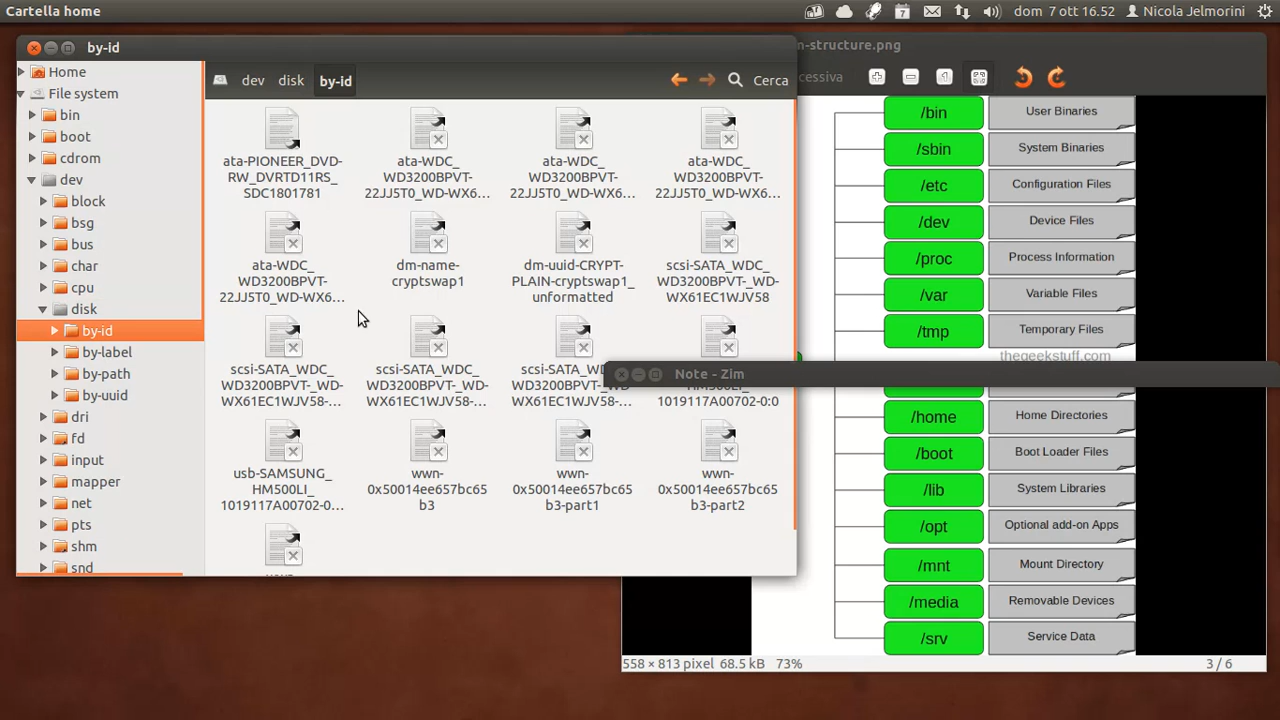 Cartella home
7
dom 7 ott 16.52
Nicola Jelmorini
by-id
Home
File system
bin
boot
cdrom
dev
block
bsg
bus
char
cpu
disk
by-id
by-label
by-path
by-uuid
dri
fd
input
mapper
net
pts
shm
snd
dev
disk
by-id
Cerca
ata-PIONEER_DVD-
RW_DVRTD11RS_
SDC1801781
ata-WDC_
WD3200BPVT-
22JJ5T0_WD-WX6...
ata-WDC_
WD3200BPVT-
22JJ5T0_WD-WX6...
ata-WDC_
WD3200BPVT-
22JJ5T0_WD-WX6...
ata-WDC_
WD3200BPVT-
22JJ5T0_WD-WX6...
dm-name-
cryptswap1
dm-uuid-CRYPT-
PLAIN-cryptswap1_
unformatted
scsi-SATA_WDC_
WD3200BPVT-_WD-
WX61EC1WJV58
scsi-SATA_WDC_
WD3200BPVT-_WD-
WX61EC1WJV58-...
scsi-SATA_WDC_
WD3200BPVT-_WD-
WX61EC1WJV58-...
scsi-SATA_WDC_
WD3200BPVT-_WD-
WX61EC1WJV58-...
HM500LI_
1019117A00702-0:0
usb-SAMSUNG_
HM500LI_
1019117A00702-0...
wwn-
0x50014ee657bc65
b3
wwn-
0x50014ee657bc65
b3-part1
wwn-
0x50014ee657bc65
b3-part2
m-structure.png
cessiva
/bin
User Binaries
/sbin
System Binaries
/etc
Configuration Files
/dev
Device Files
/proc
Process Information
/var
Variable Files
/tmp
Temporary Files
thegeekstuff.com
Note - Zim
/home
Home Directories
/boot
Boot Loader Files
/lib
System Libraries
/opt
Optional add-on Apps
/mnt
Mount Directory
/media
Removable Devices
/srv
Service Data
558 × 813 pixel 68.5 kB 73%
3 / 6